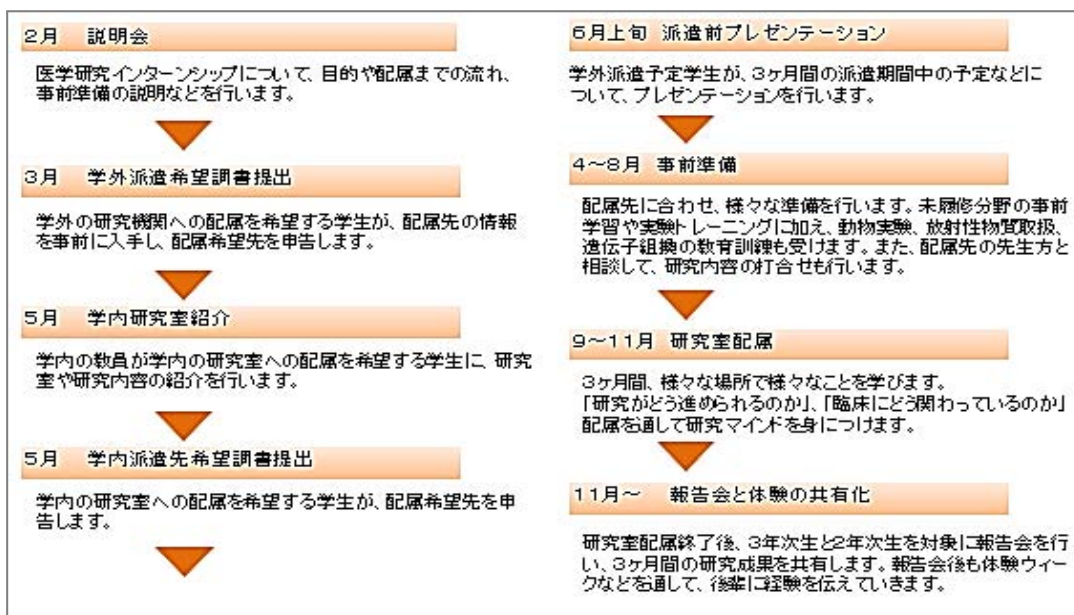 2月 説明会
医学研究インターンシップについて、目的や配属までの流れ、
事前準備の説明などを行います。
3月 学外派遣希望調書提出
学外の研究機関への配属を希望する学生が、配属先の情報
を事前に入手し、配属希望先を申告します。
5月 学内研究室紹介
学内の教員が学内の研究室への配属を希望する学生に、研究
室や研究内容の紹介を行います。
5月 学内派遣先希望調書提出
学内の研究室への配属を希望する学生が、配属希望先を申
告します。
6月上旬 派遣前プレゼンテーション
学外派遣予定学生が、3ヶ月間の派遣期間中の予定などに
ついて、プレゼンテーションを行います。
4～8月 事前準備
配属先に合わせ、様々な準備を行います。未履修分野の事前
学習や実験トレーニングに加え、動物実験、放射性物質取扱、
遺伝子組換の教育訓練も受けます。また、配属先の先生方と
相談して、研究内容の打合せも行います。
9～11月 研究室配属
3ヶ月間、様々な場所で様々なことを学びます。
「研究がどう進められるのか」、「臨床にどう関わっているのか」
配属を通して研究マインドを身につけます。
11月～ 報告会と体験の共有化
研究室配属終了後、3年次生と2年次生を対象に報告会を行
い、3ヶ月間の研究成果を共有します。報告会後も体験ウィー
クなどを通して、後輩に経験を伝えていきます。